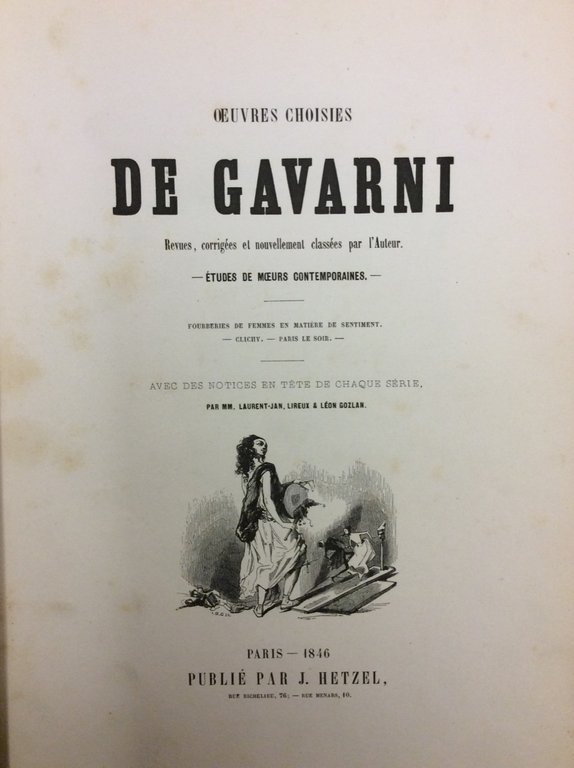 ŒUVRES CHOISIES
DE GAVARNI
Revues, corrigées et nouvellement classées par l'Auteur.
— ÉTUDES DE MŒURS CONTEMPORAINES. —
FOURBERIES DE FEMMES EN MATIÈRE DE SENTIMENT.
— CLICHY. — PARIS LE SOIR. —
AVEC DES NOTICES EN TÊTE DE CHAQUE SÉRIE,
PAR MM. LAURENT-JAN, LIREUX & LÉON GOZLAN.
PARIS — 1846
PUBLIÉ PAR J. HETZEL,
RUE RICHELIEU, 76; — RUE MENARS, 10.